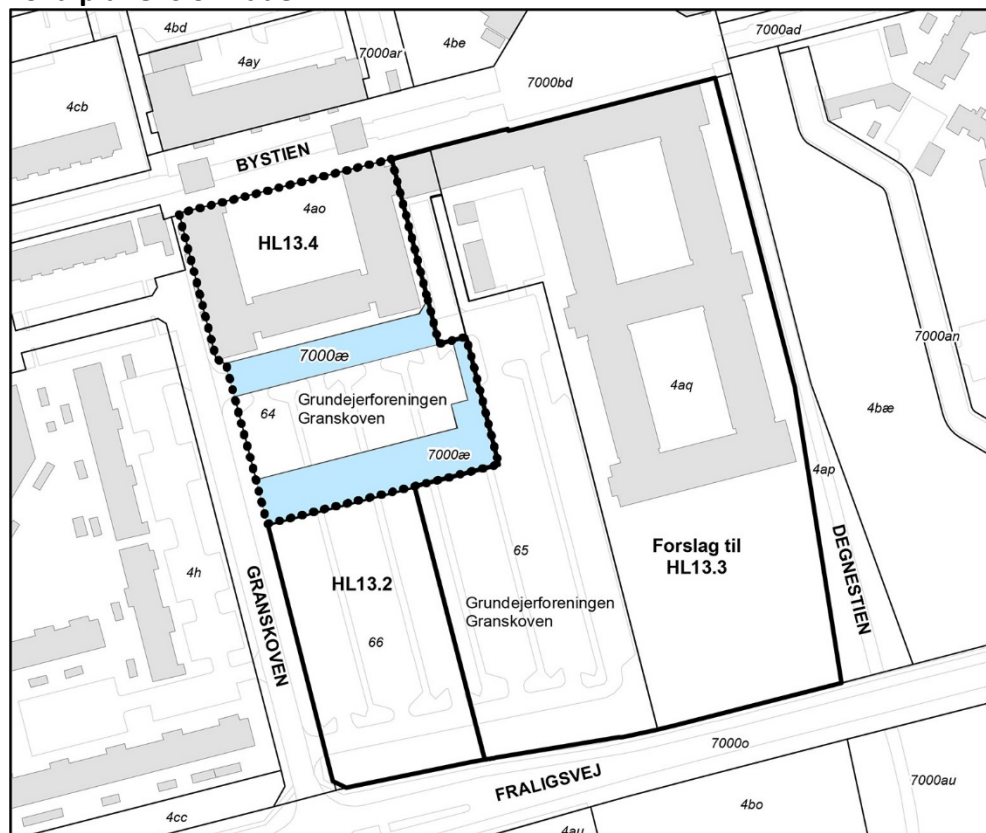 4bd
4ay
7000ar
4be
7000ad
4cb
7000bd
BYSTIEN
4ao
HL13.4
7000an
7000æ
64
Grundejerforeningen
Granskoven
4aq
4bæ
7000æ
4ap
65
Forslag til
HL13.3
4h
HL13.2
Grundejerforeningen
Granskoven
DEGNESTIEN
GRANSKOVEN
66
7000o
FRALIGSVEJ
7000au
4cc
4bo
4au